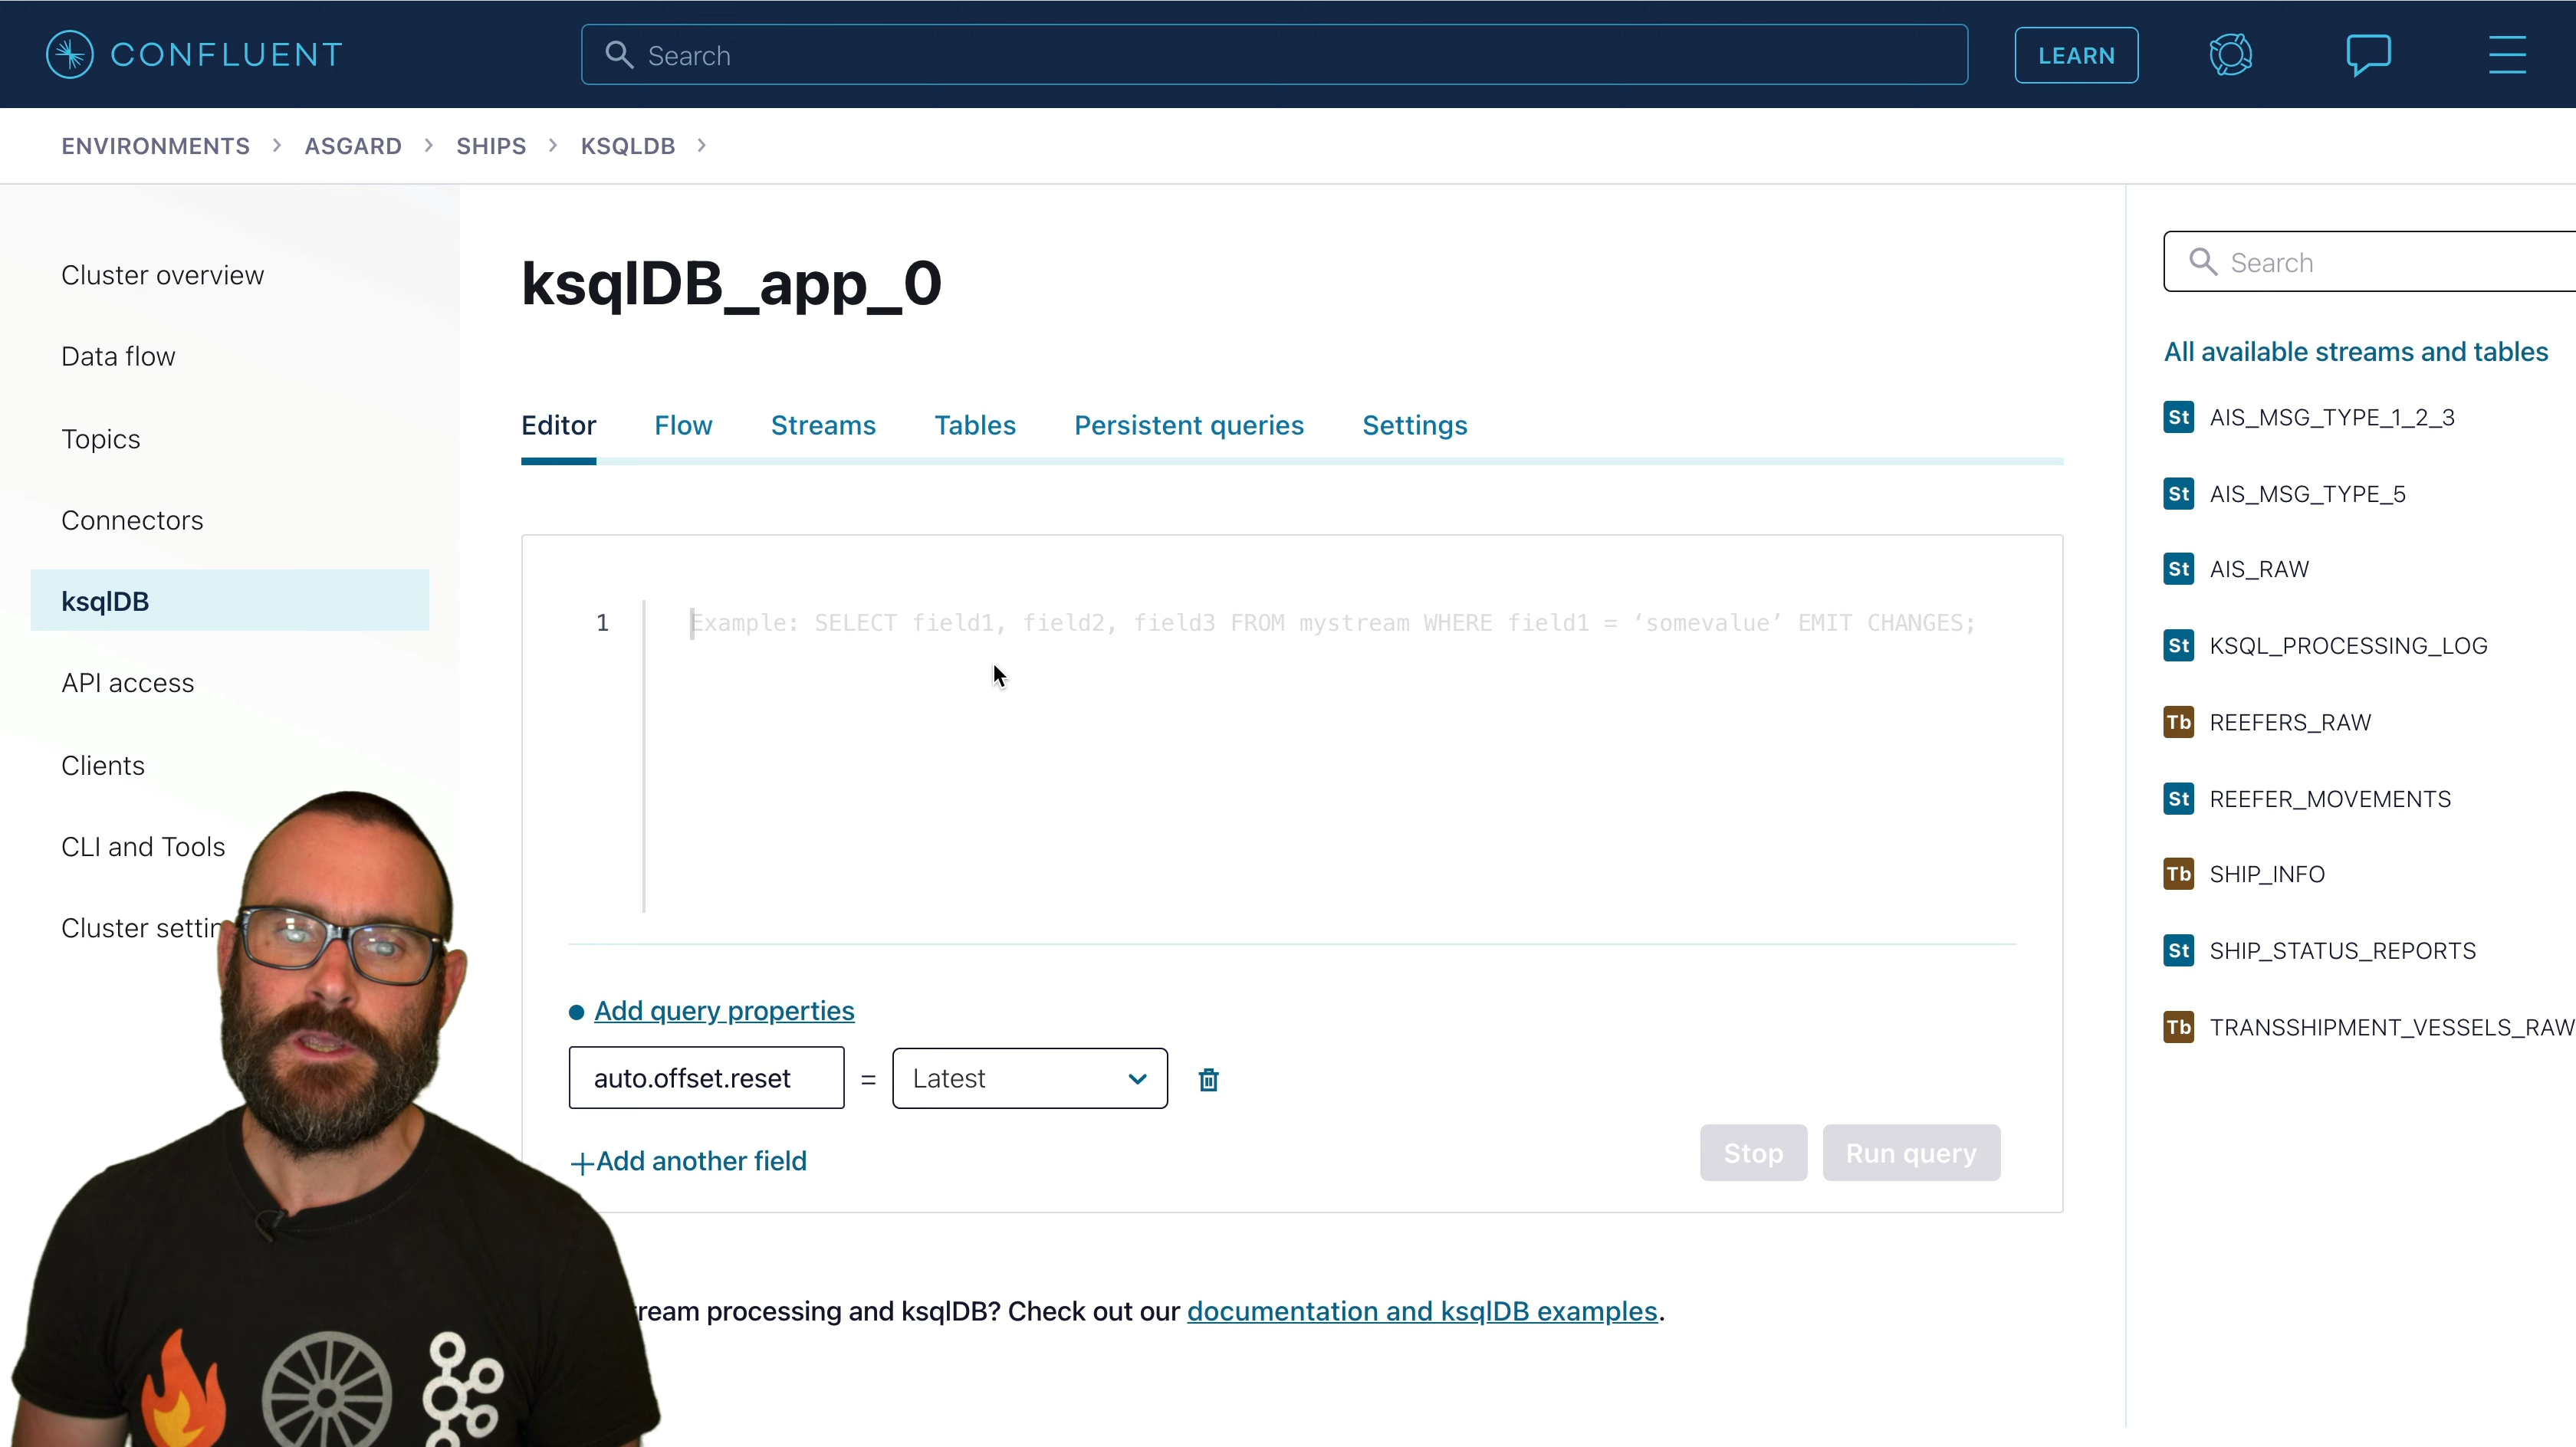 CONFLUENT
Search
LEARN
ENVIRONMENTS > ASGARD > SHIPS > KSQLDB >
Cluster overview
Data flow
Topics
Connectors
ksqlDB
API access
Clients
CLI and Tools
Cluster settin
ksqlDB_app_0
Editor Flow Streams Tables Persistent queries Settings
1 Example: SELECT field1, field2, field3 FROM mystream WHERE field1 = ‘somevalue’ EMIT CHANGES;
Add query properties
auto.offset.reset = Latest
+Add another field
Stop Run query
ream processing and ksqlDB? Check out our documentation and ksqlDB examples.
Search
All available streams and tables
St AIS_MSG_TYPE_1_2_3
St AIS_MSG_TYPE_5
St AIS_RAW
St KSQL_PROCESSING_LOG
Tb REEFERS_RAW
St REEFER_MOVEMENTS
Tb SHIP_INFO
St SHIP_STATUS_REPORTS
Tb TRANSSHIPMENT_VESSELS_RAW